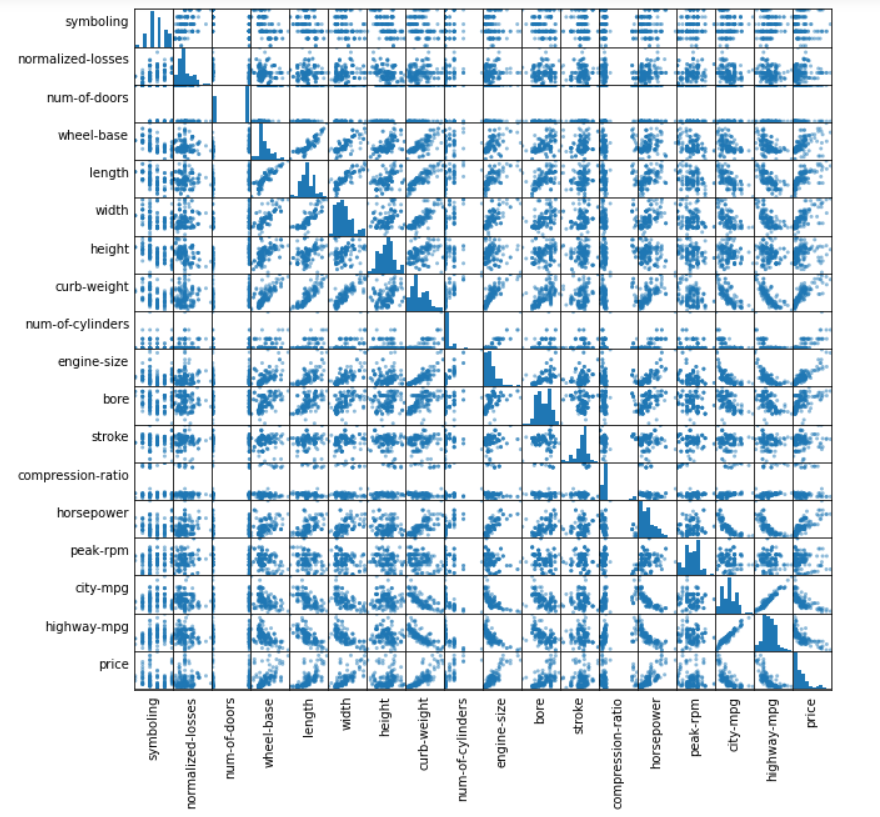 symboling
normalized-losses
num-of-doors
wheel-base
length
width
height
curb-weight
num-of-cylinders
engine-size
bore
stroke
compression-ratio
horsepower
peak-rpm
city-mpg
highway-mpg
price
symboling
normalized-losses
num-of-doors
wheel-base
length
width
height
curb-weight
num-of-cylinders
engine-size
bore
stroke
compression-ratio
horsepower
peak-rpm
city-mpg
highway-mpg
price